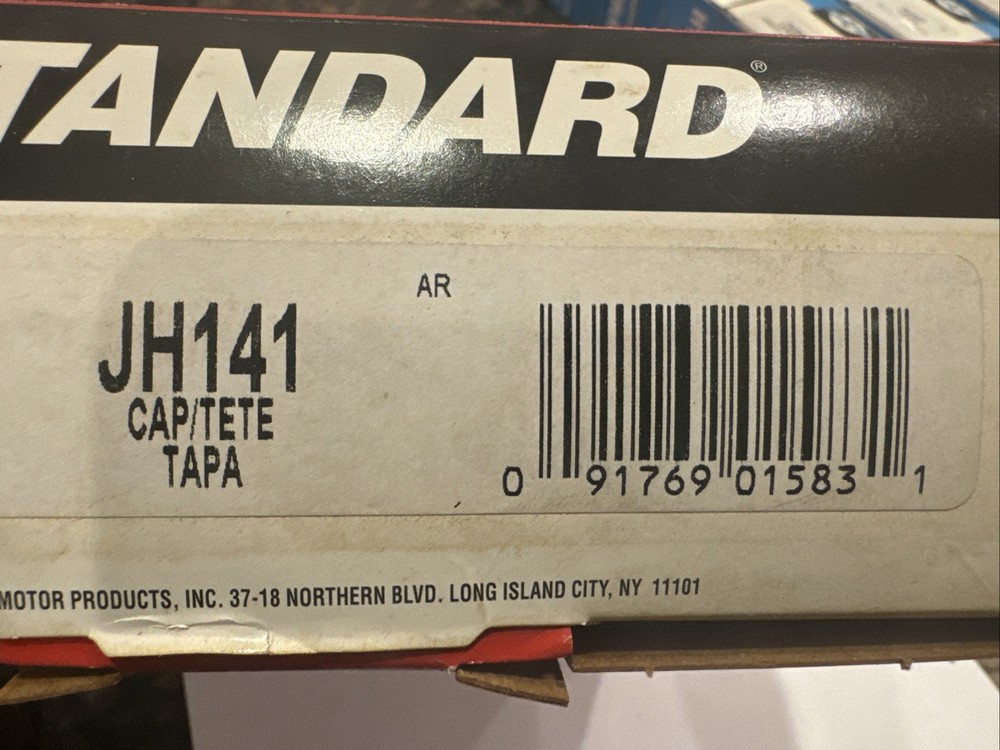 TANDARD®
AR
JH141
CAP/TETE
TAPA
0 91769 01583 1
MOTOR PRODUCTS, INC. 37-18 NORTHERN BLVD. LONG ISLAND CITY, NY 11101